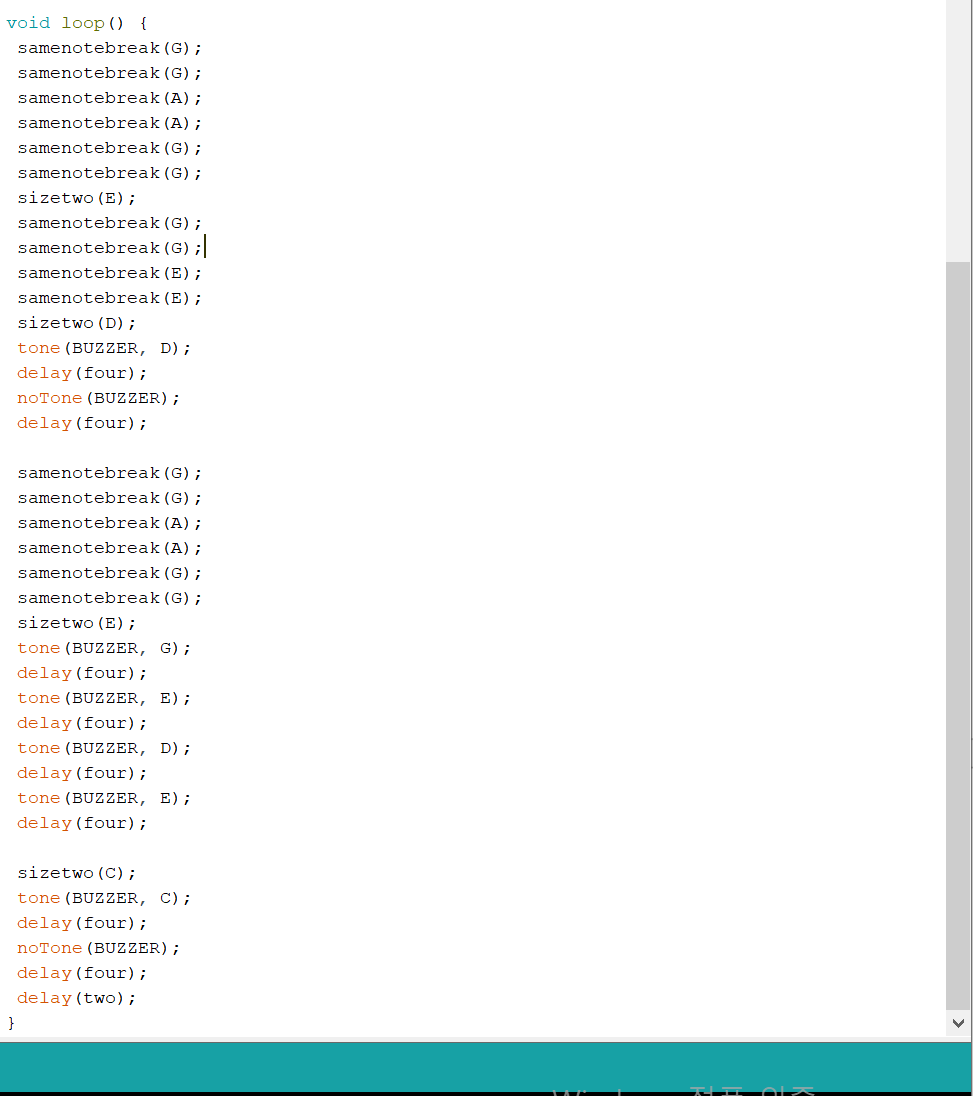 void loop() {
samenotebreak(G);
samenotebreak(G);
samenotebreak(A);
samenotebreak(A);
samenotebreak(G);
samenotebreak(G);
sizetwo(E);
samenotebreak(G);
samenotebreak(G);
samenotebreak(E);
samenotebreak(E);
sizetwo(D);
tone(BUZZER, D);
delay(four);
noTone(BUZZER);
delay(four);
samenotebreak(G);
samenotebreak(G);
samenotebreak(A);
samenotebreak(A);
samenotebreak(G);
samenotebreak(G);
sizetwo(E);
tone(BUZZER, G);
delay(four);
tone(BUZZER, E);
delay(four);
tone(BUZZER, D);
delay(four);
tone(BUZZER, E);
delay(four);
sizetwo(C);
tone(BUZZER, C);
delay(four);
noTone(BUZZER);
delay(four);
delay(two);
}